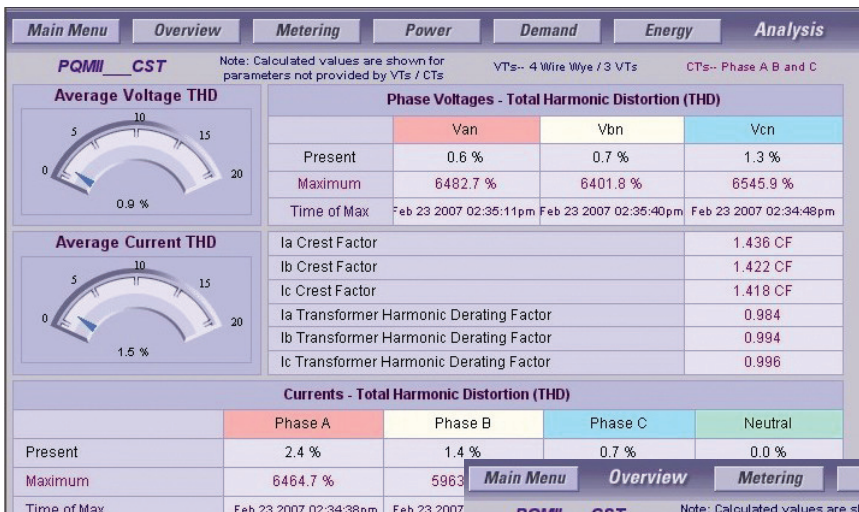 Main Menu Overview Metering Power Demand Energy Analysis
PQMII___CST Note: Calculated values are shown for VT's-- 4 Wire Wye / 3 VTs CT's-- Phase A B and C
parameters not provided by VTs / CTs
Average Voltage THD
0 5 10 15 20
0.9 %
Phase Voltages - Total Harmonic Distortion (THD)
Van Vbn Vcn
Present 0.6 % 0.7 % 1.3 %
Maximum 6482.7 % 6401.8 % 6545.9 %
Time of Max Feb 23 2007 02:35:11pm Feb 23 2007 02:35:40pm Feb 23 2007 02:34:48pm
Average Current THD
0 5 10 15 20
1.5 %
Ia Crest Factor 1.436 CF
Ib Crest Factor 1.422 CF
Ic Crest Factor 1.418 CF
Ia Transformer Harmonic Derating Factor 0.984
Ib Transformer Harmonic Derating Factor 0.994
Ic Transformer Harmonic Derating Factor 0.996
Currents - Total Harmonic Distortion (THD)
Phase A Phase B Phase C Neutral
Present 2.4 % 1.4 % 0.7 % 0.0 %
Maximum 6464.7 % 5963
Time of Max Feb 23 2007 02:34:38pm Feb 23 2007
Main Menu Overview Metering
PQMII CST Note: Calculated values are